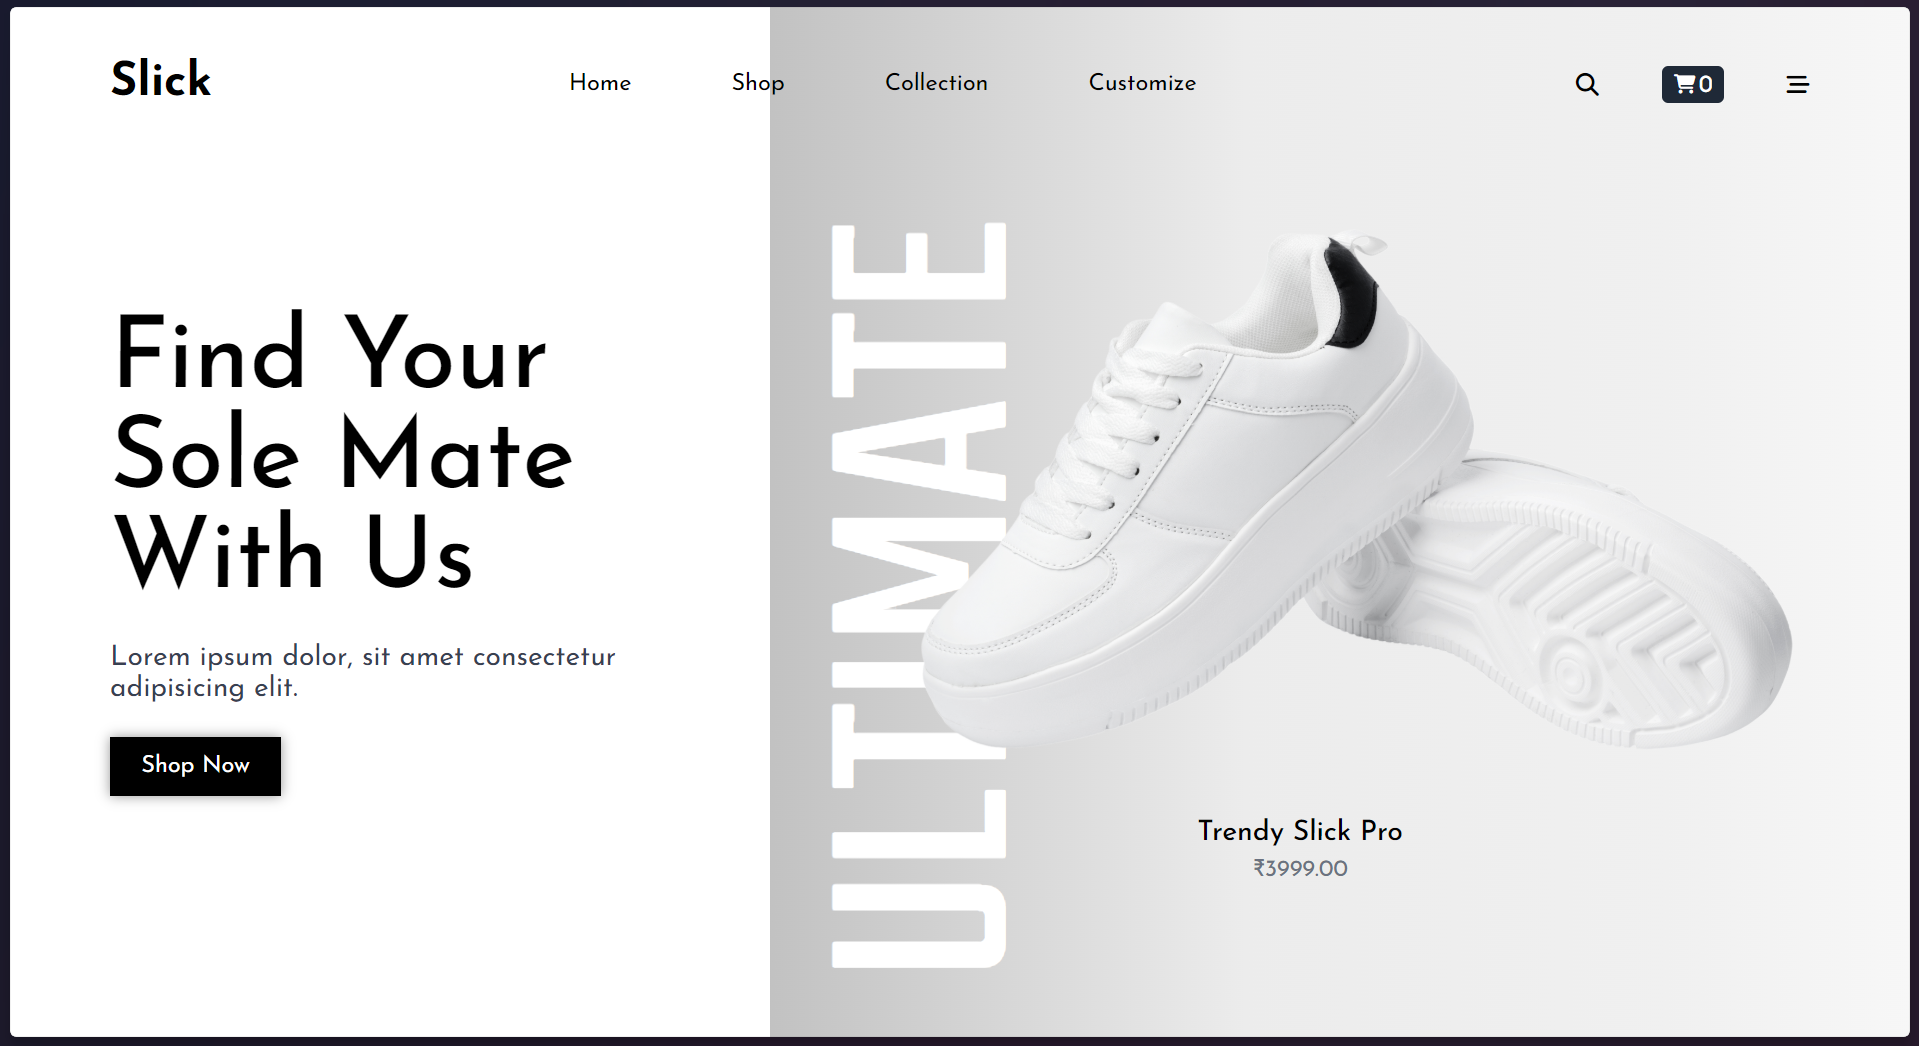 Slick
Home
Shop
Collection
Customize
0
Find Your
Sole Mate
With Us
Lorem ipsum dolor, sit amet consectetur
adipisicing elit.
Shop Now
ULTIMATE
Trendy Slick Pro
₹3999.00